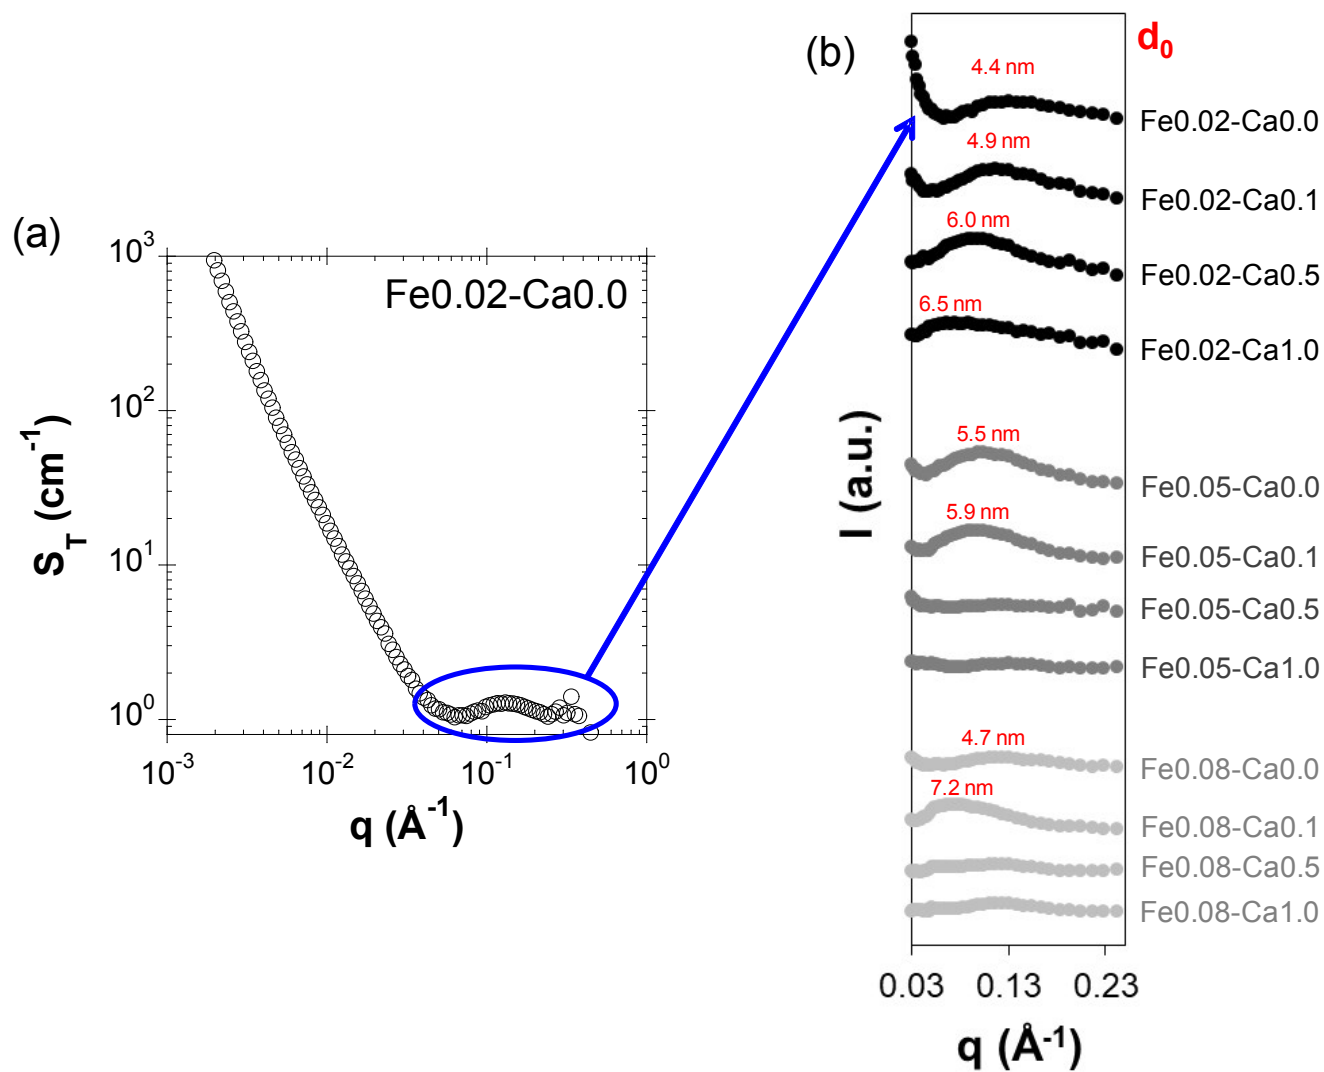 (a)
10³
10²
10¹
10⁰
S_T (cm⁻¹)
Fe0.02-Ca0.0
10⁻³ 10⁻² 10⁻¹ 10⁰
q (Å⁻¹)
(b)
d₀
4.4 nm
Fe0.02-Ca0.0
4.9 nm
Fe0.02-Ca0.1
6.0 nm
Fe0.02-Ca0.5
6.5 nm
Fe0.02-Ca1.0
5.5 nm
Fe0.05-Ca0.0
5.9 nm
Fe0.05-Ca0.1
Fe0.05-Ca0.5
Fe0.05-Ca1.0
4.7 nm
Fe0.08-Ca0.0
7.2 nm
Fe0.08-Ca0.1
Fe0.08-Ca0.5
Fe0.08-Ca1.0
I (a.u.)
0.03 0.13 0.23
q (Å⁻¹)